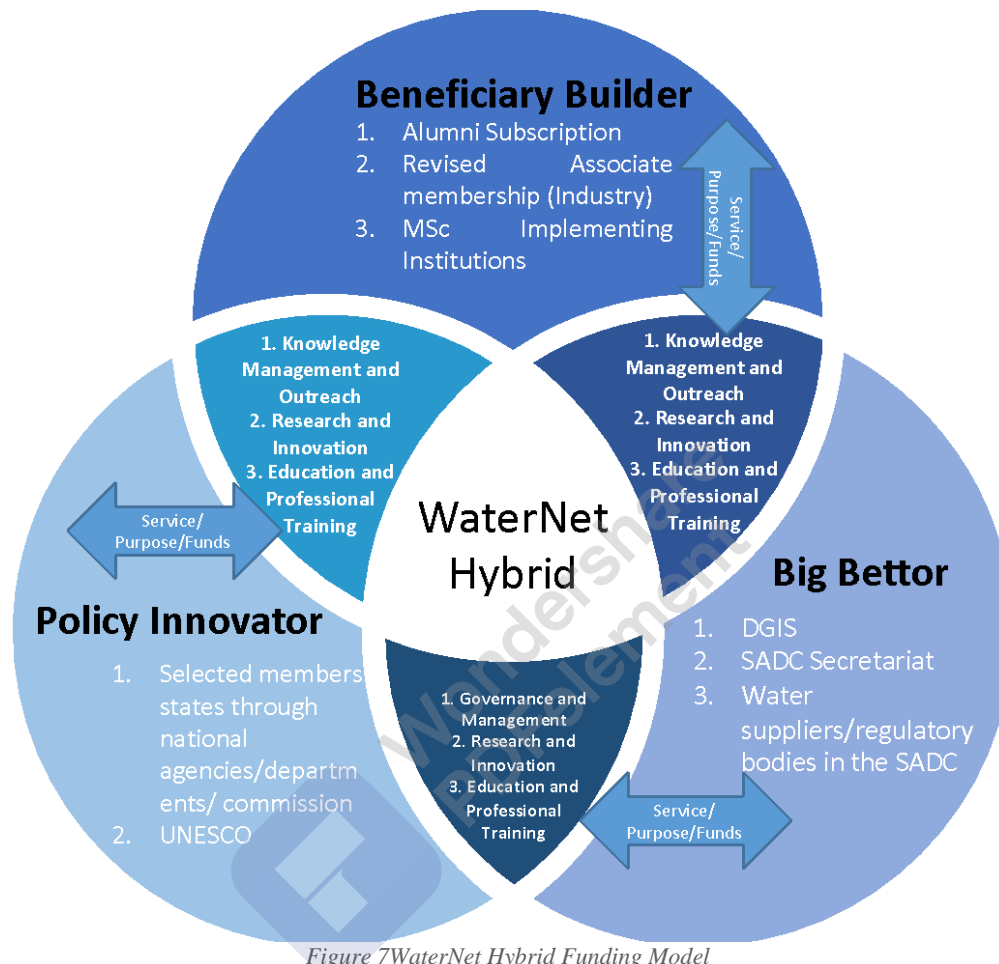 Beneficiary Builder
1. Alumni Subscription
2. Revised Associate
membership (Industry)
3. MSc Implementing
Institutions
Service/
Purpose/Funds
1. Knowledge
Management and
Outreach
2. Research and
Innovation
3. Education and
Professional
Training
1. Knowledge
Management and
Outreach
2. Research and
Innovation
3. Education and
Professional
Training
WaterNet
Hybrid
Service/
Purpose/Funds
Policy Innovator
1. Selected members
states through
national
agencies/departm
ents/ commission
2. UNESCO
Big Bettor
1. DGIS
2. SADC Secretariat
3. Water
suppliers/regulatory
bodies in the SADC
1. Governance and
Management
2. Research and
Innovation
3. Education and
Professional
Training
Service/
Purpose/Funds
Wondershare
PDFelement
Figure 7WaterNet Hybrid Funding Model